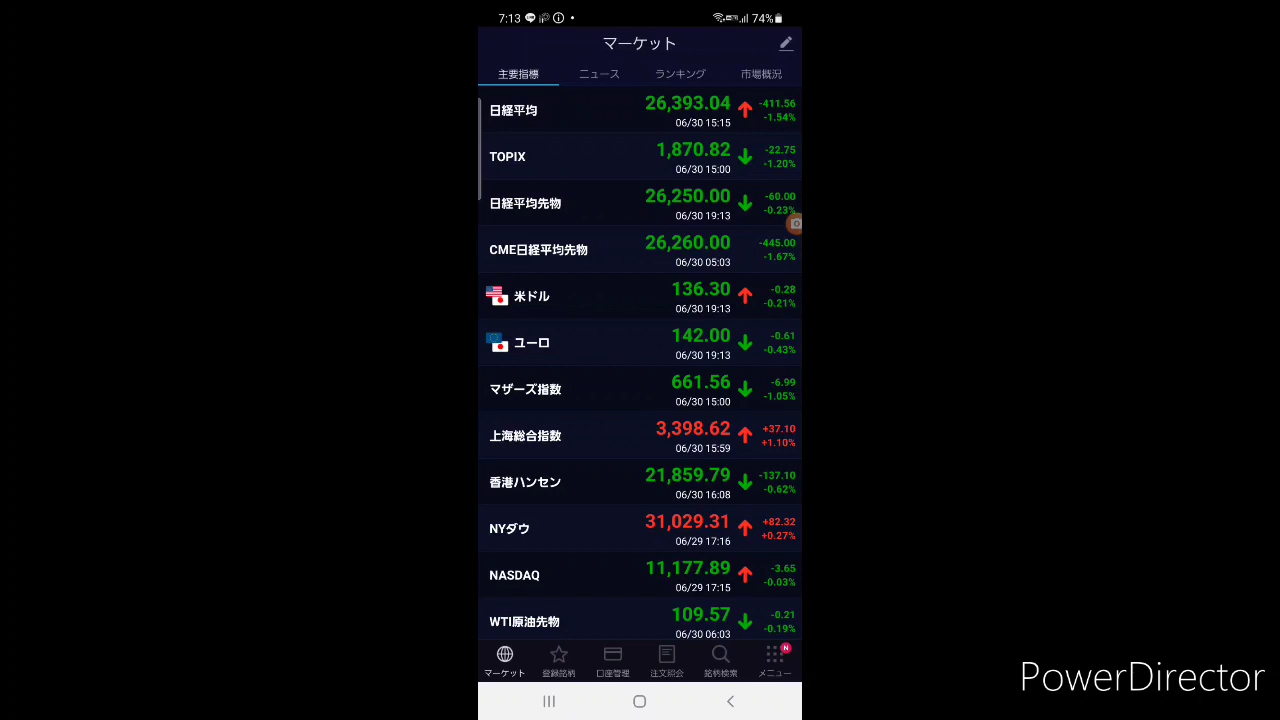 7:13 74%
マーケット
主要指標 ニュース ランキング 市場概況
日経平均 26,393.04 -411.56
06/30 15:15 -1.54%
TOPIX 1,870.82 -22.75
06/30 15:00 -1.20%
日経平均先物 26,250.00 -60.00
06/30 19:13 -0.23%
CME日経平均先物 26,260.00 -445.00
06/30 05:03 -1.67%
米ドル 136.30 -0.28
06/30 19:13 -0.21%
ユーロ 142.00 -0.61
06/30 19:13 -0.43%
マザーズ指数 661.56 -6.99
06/30 15:00 -1.05%
上海総合指数 3,398.62 +37.10
06/30 15:59 +1.10%
香港ハンセン 21,859.79 -137.10
06/30 16:08 -0.62%
NYダウ 31,029.31 +82.32
06/29 17:16 +0.27%
NASDAQ 11,177.89 -3.65
06/29 17:15 -0.03%
WTI原油先物 109.57 -0.21
06/30 06:03 -0.19%
N
マーケット 登録銘柄 口座管理 注文照会 銘柄検索 メニュー
PowerDirector